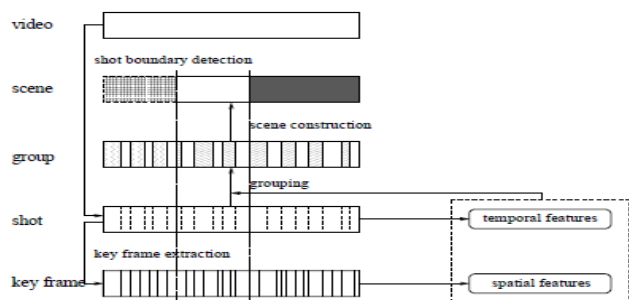 video
shot boundary detection
scene
scene construction
group
grouping
shot
temporal features
key frame extraction
key frame
spatial features